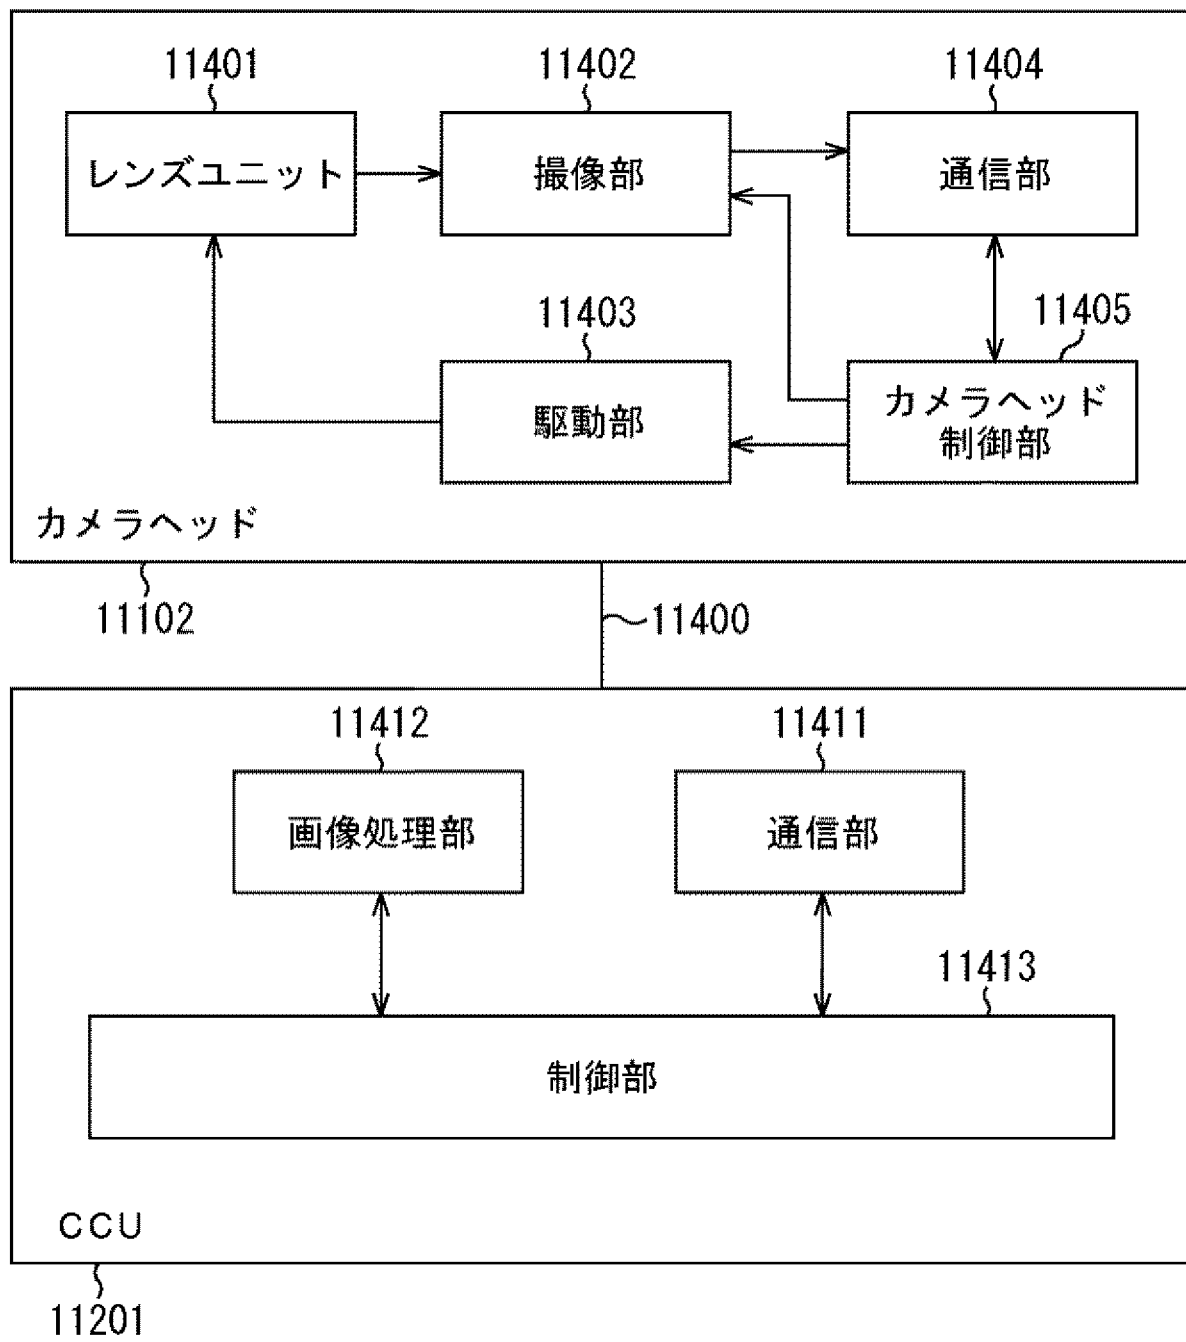 11401
11402
11404
レンズユニット
撮像部
通信部
11403
11405
駆動部
カメラヘッド
制御部
カメラヘッド
11102
11400
11412
11411
画像処理部
通信部
11413
制御部
CCU
11201